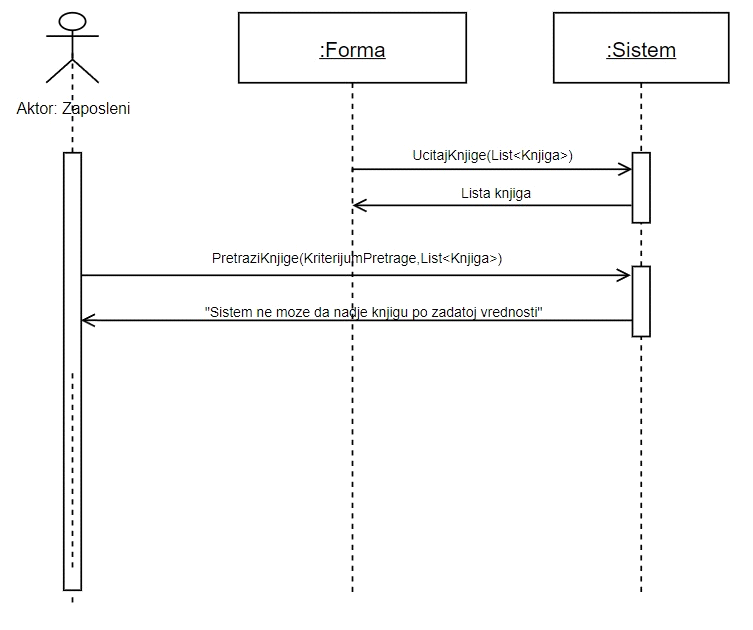 :Forma
:Sistem
Aktor: Zaposleni
UcitajKnjige(List<Knjiga>)
Lista knjiga
PretraziKnjige(KriterijumPretrage,List<Knjiga>)
"Sistem ne moze da nadje knjigu po zadatoj vrednosti"